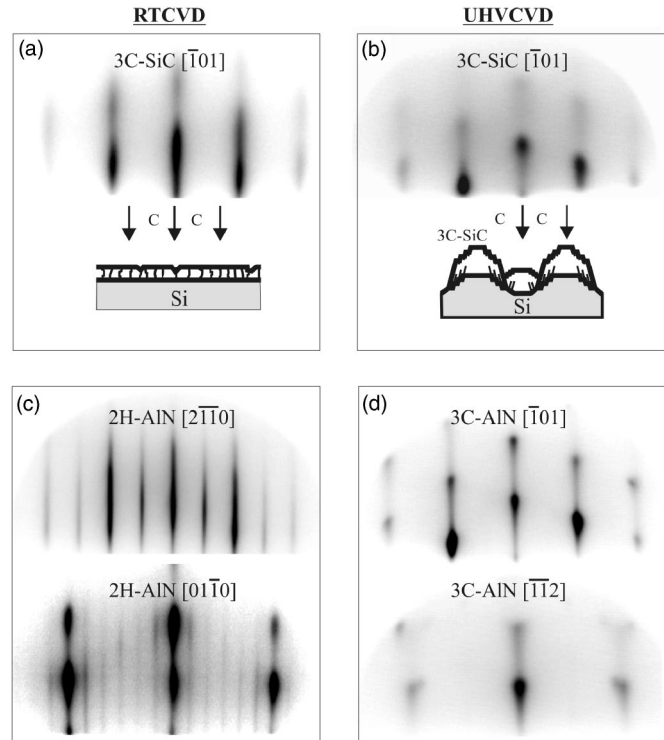 RTCVD
UHVCVD
(a)
3C-SiC [1̅01]
C C
Si
(b)
3C-SiC [1̅01]
C C
3C-SiC
Si
(c)
2H-AlN [21̅1̅0]
2H-AlN [011̅0]
(d)
3C-AlN [1̅01]
3C-AlN [1̅1̅2]